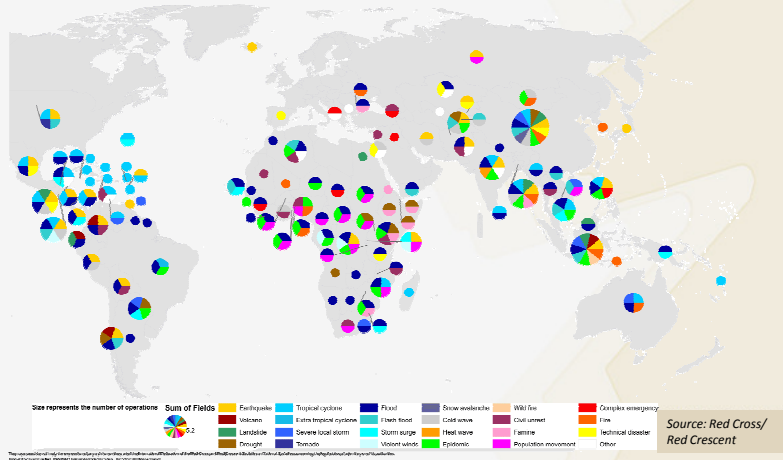 Size represents the number of operations
Sum of Fields
5.2
Earthquake
Tropical cyclone
Flood
Snow avalanche
Wild fire
Complex emergency
Volcano
Extra tropical cyclone
Flash flood
Cold wave
Civil unrest
Fire
Landslide
Severe local storm
Storm surge
Heat wave
Famine
Technical disaster
Drought
Tornado
Violent winds
Epidemic
Population movement
Other
Source: Red Cross/
Red Crescent